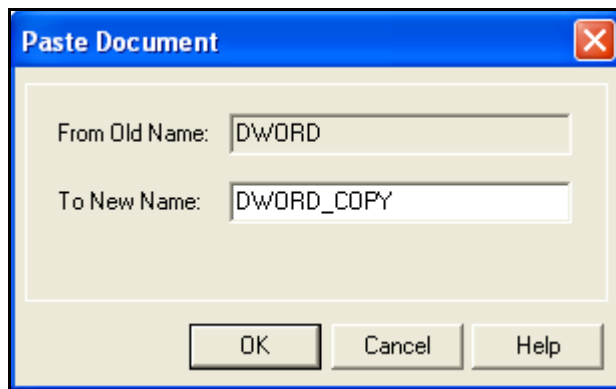 Paste Document
From Old Name: DWORD
To New Name: DWORD_COPY
OK Cancel Help